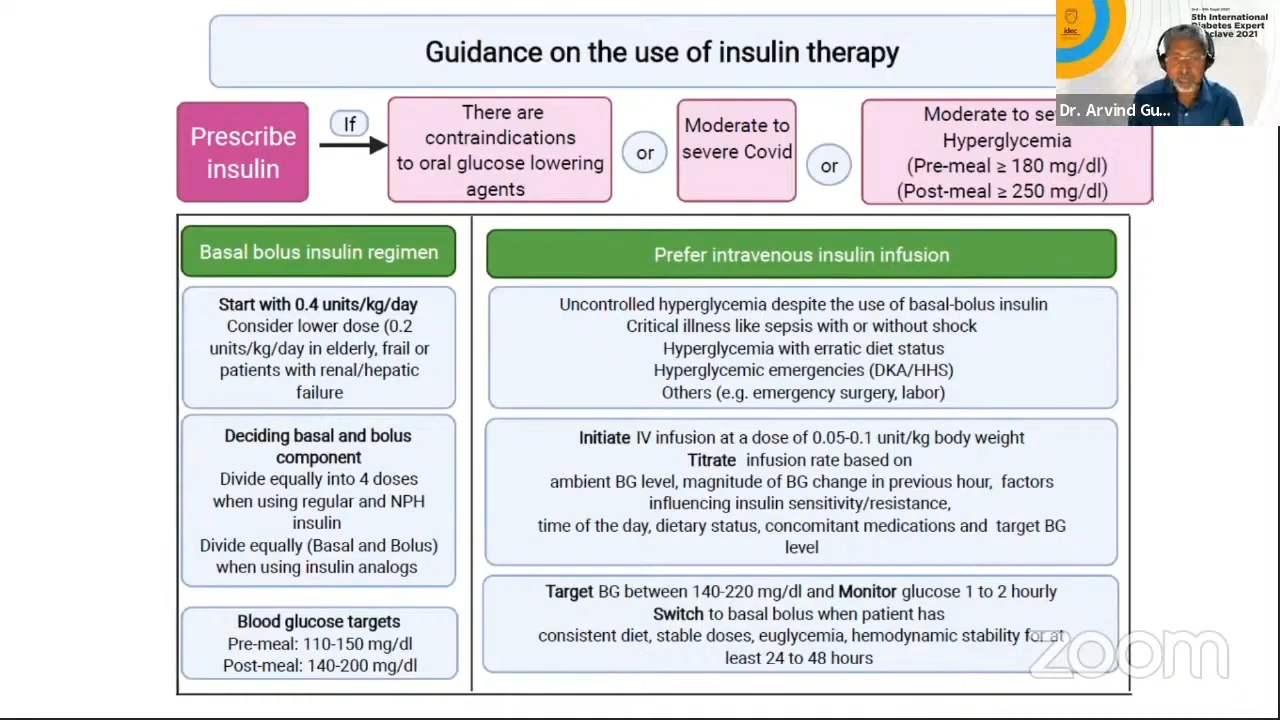 Guidance on the use of insulin therapy
5th International
Diabetes Expert
2021
idec
Dr. Arvind Gu...
Prescribe
insulin
If
There are
contraindications
to oral glucose lowering
agents
or
Moderate to
severe Covid
or
Moderate to se
Hyperglycemia
(Pre-meal ≥ 180 mg/dl)
(Post-meal ≥ 250 mg/dl)
Basal bolus insulin regimen
Start with 0.4 units/kg/day
Consider lower dose (0.2
units/kg/day in elderly, frail or
patients with renal/hepatic
failure
Deciding basal and bolus
component
Divide equally into 4 doses
when using regular and NPH
insulin
Divide equally (Basal and Bolus)
when using insulin analogs
Blood glucose targets
Pre-meal: 110-150 mg/dl
Post-meal: 140-200 mg/dl
Prefer intravenous insulin infusion
Uncontrolled hyperglycemia despite the use of basal-bolus insulin
Critical illness like sepsis with or without shock
Hyperglycemia with erratic diet status
Hyperglycemic emergencies (DKA/HHS)
Others (e.g. emergency surgery, labor)
Initiate IV infusion at a dose of 0.05-0.1 unit/kg body weight
Titrate infusion rate based on
ambient BG level, magnitude of BG change in previous hour, factors
influencing insulin sensitivity/resistance,
time of the day, dietary status, concomitant medications and target BG
level
Target BG between 140-220 mg/dl and Monitor glucose 1 to 2 hourly
Switch to basal bolus when patient has
consistent diet, stable doses, euglycemia, hemodynamic stability for at
least 24 to 48 hours
zoom